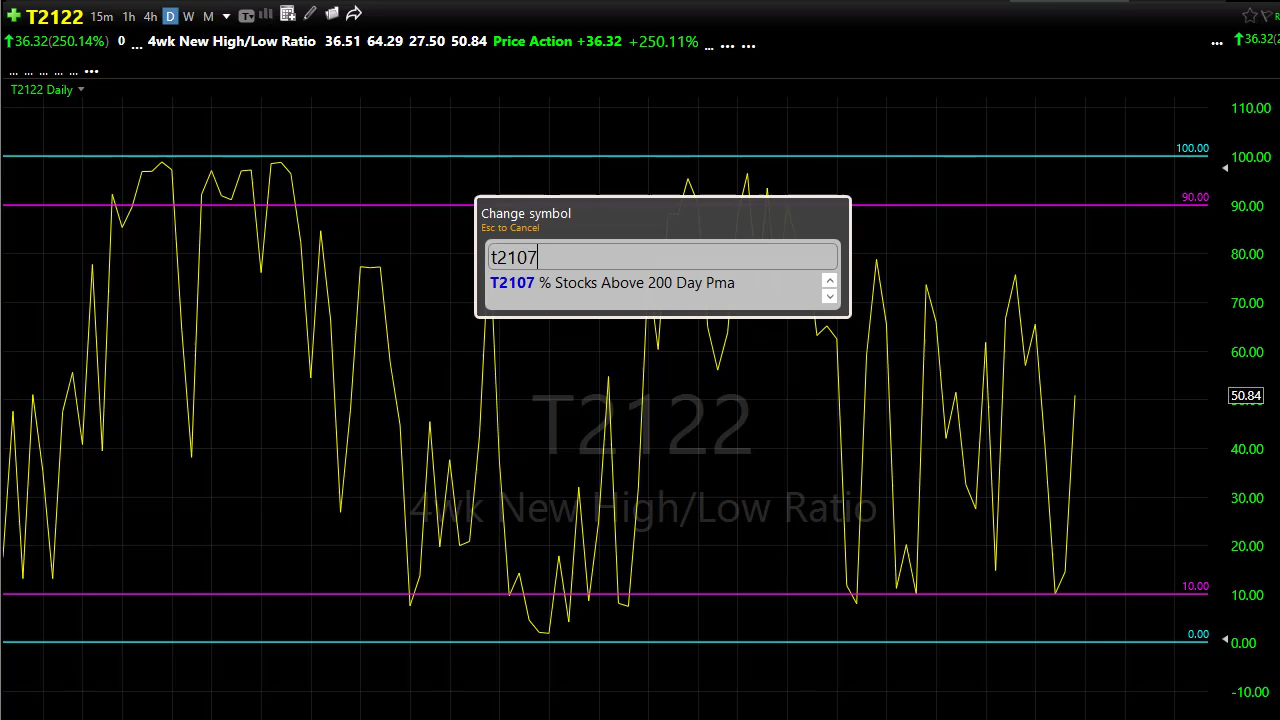 T2122 15m 1h 4h D W M
36.32(250.14%) 0 ... 4wk New High/Low Ratio 36.51 64.29 27.50 50.84 Price Action +36.32 +250.11% ... ... ... ... 36.32(2
... ... ... ... ... ...
T2122 Daily
110.00
100.00
100.00
90.00
90.00
Change symbol
Esc to Cancel
t2107
T2107 % Stocks Above 200 Day Pma
80.00
70.00
60.00
50.84
T2122
4wk New High/Low Ratio
40.00
30.00
20.00
10.00
10.00
0.00
0.00
-10.00